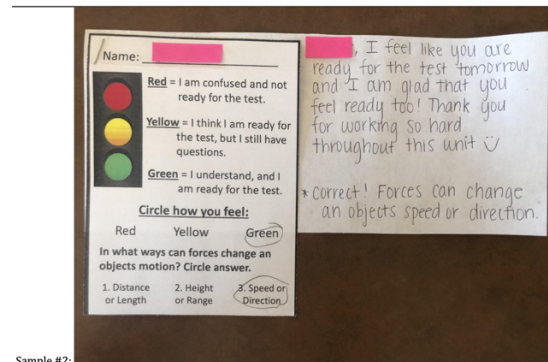 Name:
Red = I am confused and not
ready for the test.
Yellow = I think I am ready for
the test, but I still have
questions.
Green = I understand, and I
am ready for the test.
Circle how you feel:
Red Yellow Green
In what ways can forces change an
objects motion? Circle answer.
1. Distance
or Length
2. Height
or Range
3. Speed or
Direction
, I feel like you are
ready for the test tomorrow
and I am glad that you
feel ready too! Thank you
for working so hard
throughout this unit
* Correct! Forces can change
an objects speed or direction.
Sample #2: